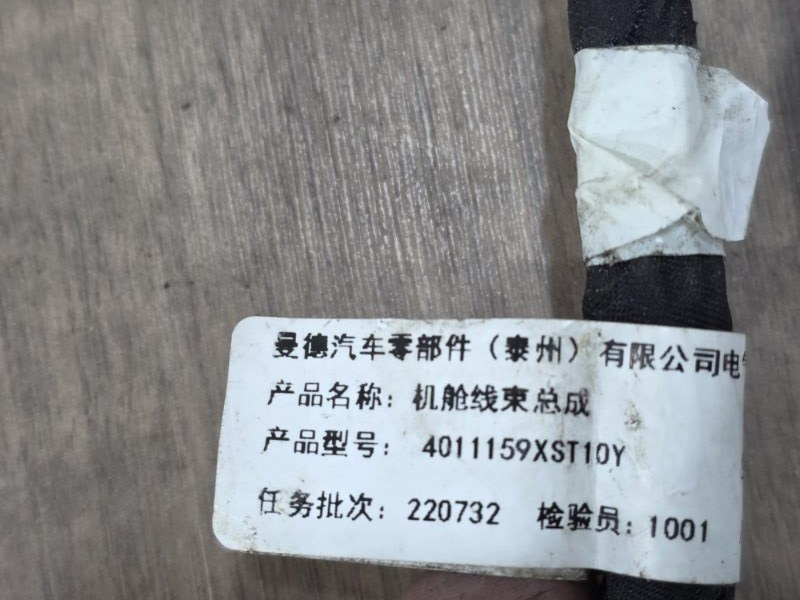 曼德汽车零部件（泰州）有限公司电
产品名称：机舱线束总成
产品型号：4011159XST10Y
任务批次：220732 检验员：1001